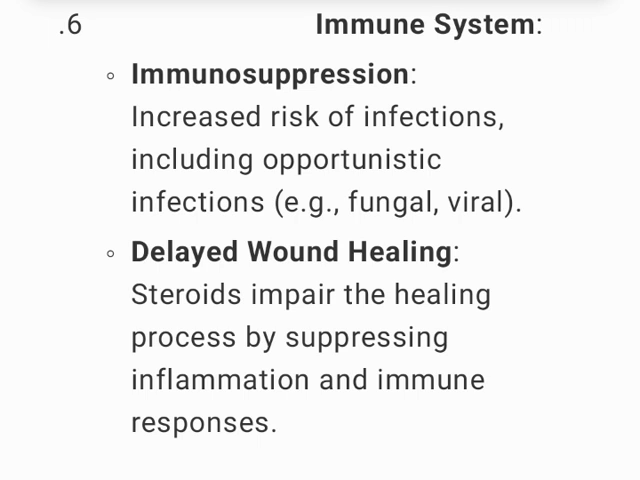 .6 Immune System:
◦ Immunosuppression:
Increased risk of infections,
including opportunistic
infections (e.g., fungal, viral).
◦ Delayed Wound Healing:
Steroids impair the healing
process by suppressing
inflammation and immune
responses.